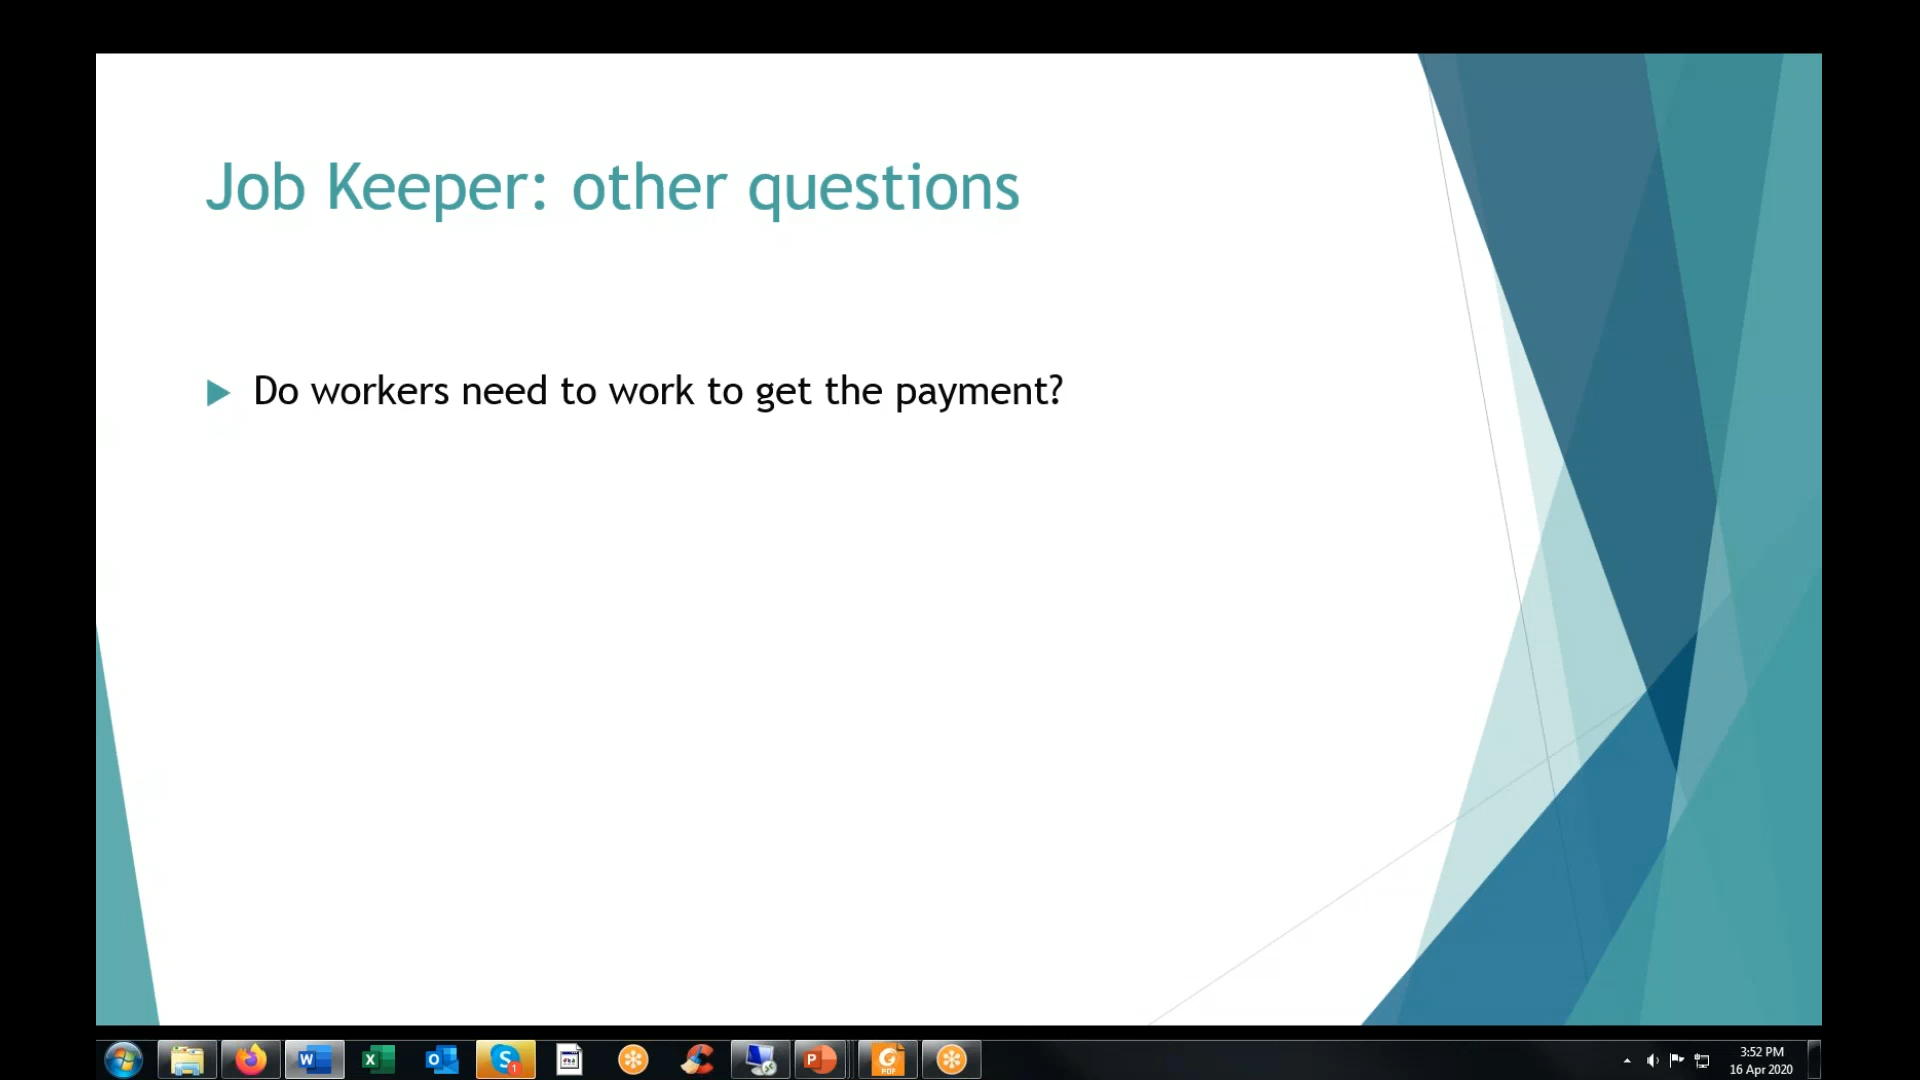 Job Keeper: other questions
Do workers need to work to get the payment?
3:52 PM
16 Apr 2020